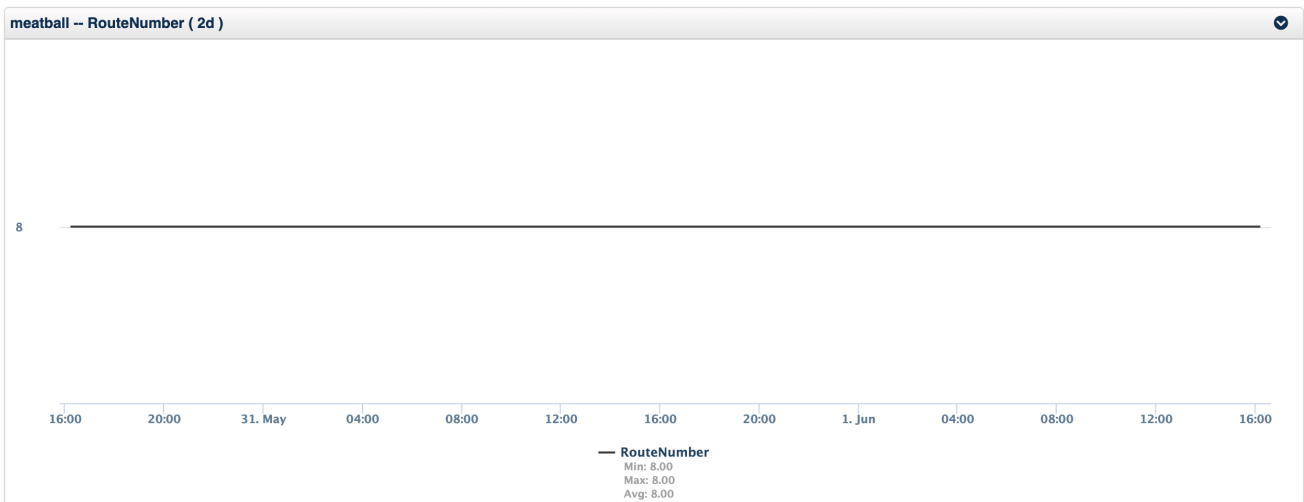 meatball -- RouteNumber ( 2d )
8
16:00 20:00 31. May 04:00 08:00 12:00 16:00 20:00 1. Jun 04:00 08:00 12:00 16:00
RouteNumber
Min: 8.00
Max: 8.00
Avg: 8.00